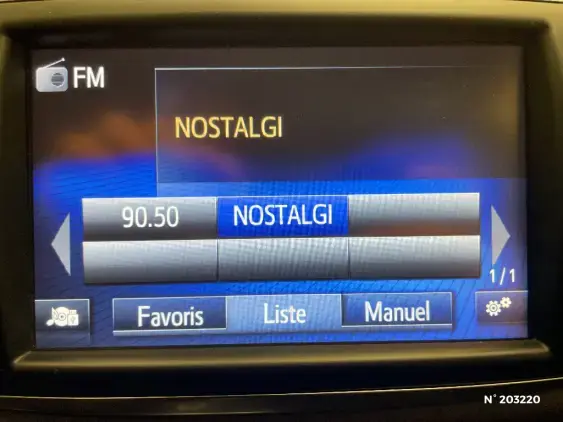 FM
NOSTALGI
90.50 NOSTALGI
1/1
Favoris Liste Manuel
N°203220